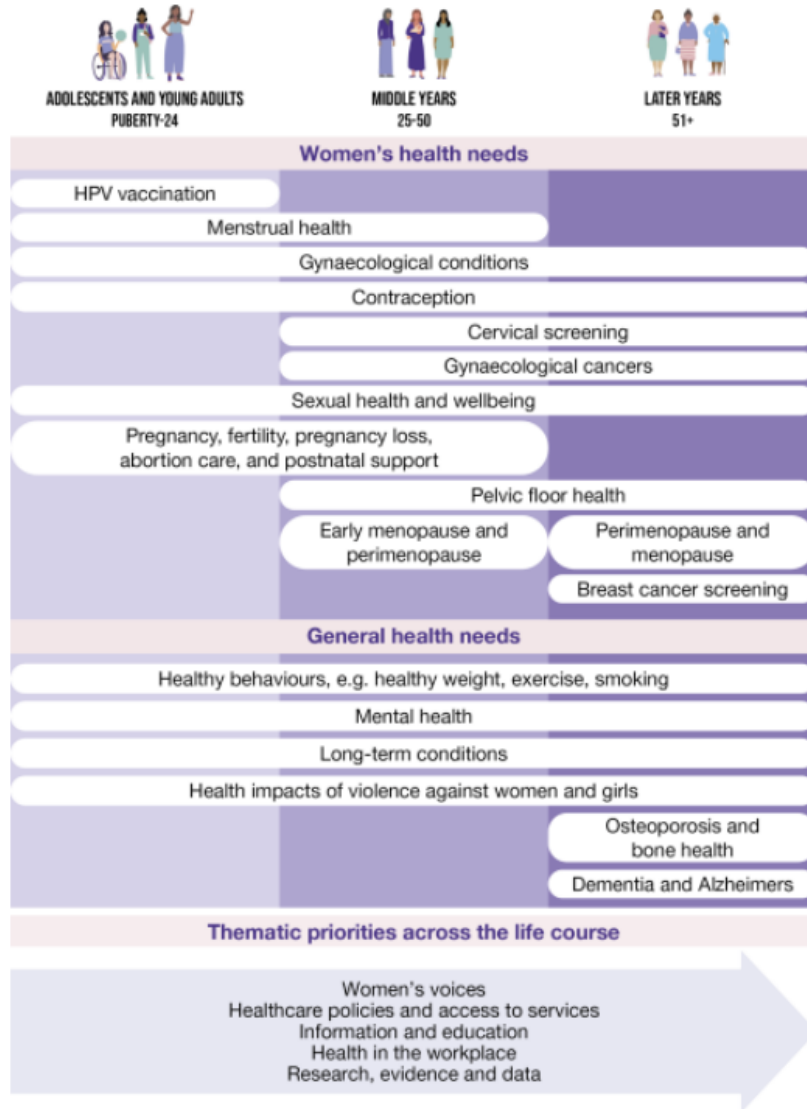 ADOLESCENTS AND YOUNG ADULTS
PUBERTY-24
MIDDLE YEARS
25-50
LATER YEARS
51+
Women's health needs
HPV vaccination
Menstrual health
Gynaecological conditions
Contraception
Cervical screening
Gynaecological cancers
Sexual health and wellbeing
Pregnancy, fertility, pregnancy loss,
abortion care, and postnatal support
Pelvic floor health
Early menopause and
perimenopause
Perimenopause and
menopause
Breast cancer screening
General health needs
Healthy behaviours, e.g. healthy weight, exercise, smoking
Mental health
Long-term conditions
Health impacts of violence against women and girls
Osteoporosis and
bone health
Dementia and Alzheimers
Thematic priorities across the life course
Women's voices
Healthcare policies and access to services
Information and education
Health in the workplace
Research, evidence and data